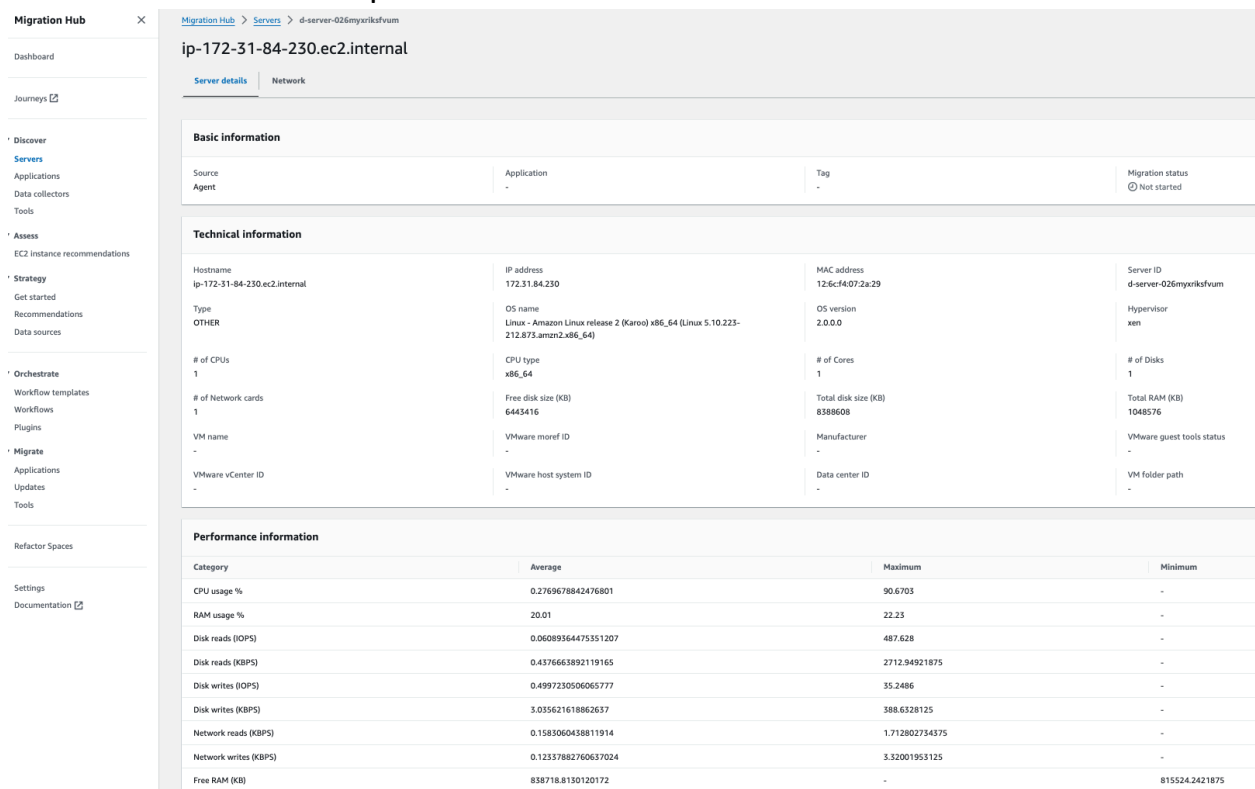 Migration Hub
Dashboard
Journeys
Discover
Servers
Applications
Data collectors
Tools
Assess
EC2 instance recommendations
Strategy
Get started
Recommendations
Data sources
Orchestrate
Workflow templates
Workflows
Plugins
Migrate
Applications
Updates
Tools
Refactor Spaces
Settings
Documentation
Migration Hub > Servers > d-server-026myxriksfvum
ip-172-31-84-230.ec2.internal
Server details Network
Basic information
Source Application Tag Migration status
Agent - - Not started
Technical information
Hostname IP address MAC address Server ID
ip-172-31-84-230.ec2.internal 172.31.84.230 12:6c:f4:07:2a:29 d-server-026myxriksfvum
Type OS name OS version Hypervisor
OTHER Linux - Amazon Linux release 2 (Karoo) x86_64 (Linux 5.10.223- 2.0.0.0 xen
212.873.amzn2.x86_64)
# of CPUs CPU type # of Cores # of Disks
1 x86_64 1 1
# of Network cards Free disk size (KB) Total disk size (KB) Total RAM (KB)
1 6443416 8388608 1048576
VM name VMware moref ID Manufacturer VMware guest tools status
- - - -
VMware vCenter ID VMware host system ID Data center ID VM folder path
- - - -
Performance information
Category Average Maximum Minimum
CPU usage % 0.2769678842476801 90.6703 -
RAM usage % 20.01 22.23 -
Disk reads (IOPS) 0.06089364475351207 487.628 -
Disk reads (KBPS) 0.4376663892119165 2712.94921875 -
Disk writes (IOPS) 0.4997230506065777 35.2486 -
Disk writes (KBPS) 3.035621618862637 388.6328125 -
Network reads (KBPS) 0.1583060438811914 1.712802734375 -
Network writes (KBPS) 0.12337882760637024 3.32001953125 -
Free RAM (KB) 838718.8130120172 - 815524.2421875